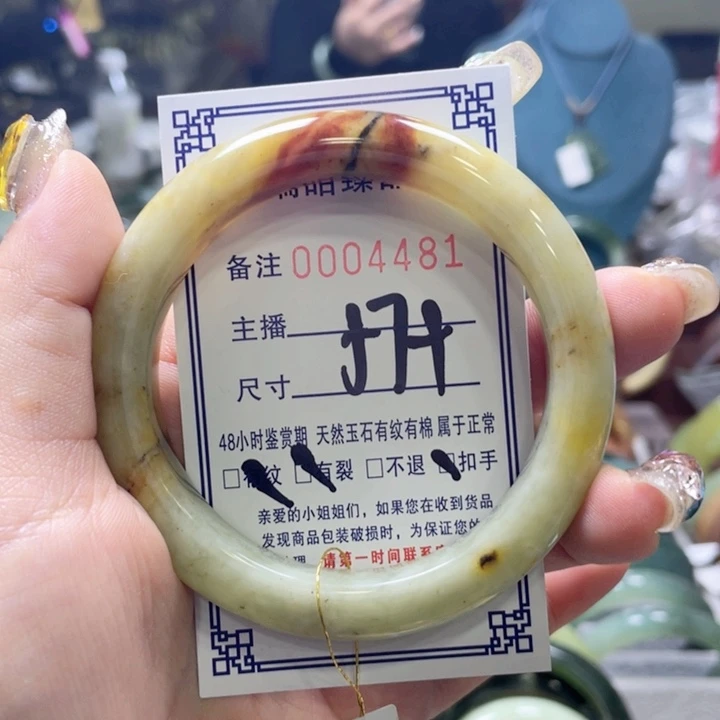 备注 0004481
主播
尺寸
48小时鉴赏期 天然玉石有纹有棉 属于正常
□有纹 □有裂 □不退 □扣手
亲爱的小姐姐们，如果您在收到货品
发现商品包装破损时，为保证您的
请第一时间联系